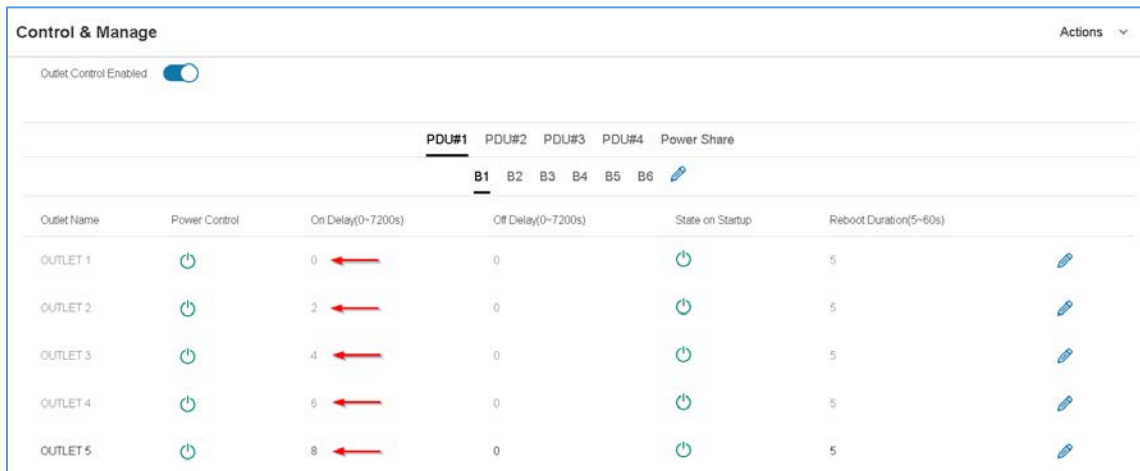 Control & Manage Actions
Outlet Control Enabled
PDU#1 PDU#2 PDU#3 PDU#4 Power Share
B1 B2 B3 B4 B5 B6
Outlet Name Power Control On Delay(0~7200s) Off Delay(0~7200s) State on Startup Reboot Duration(5~60s)
OUTLET 1 0 0 5
OUTLET 2 2 0 5
OUTLET 3 4 0 5
OUTLET 4 6 0 5
OUTLET 5 8 0 5